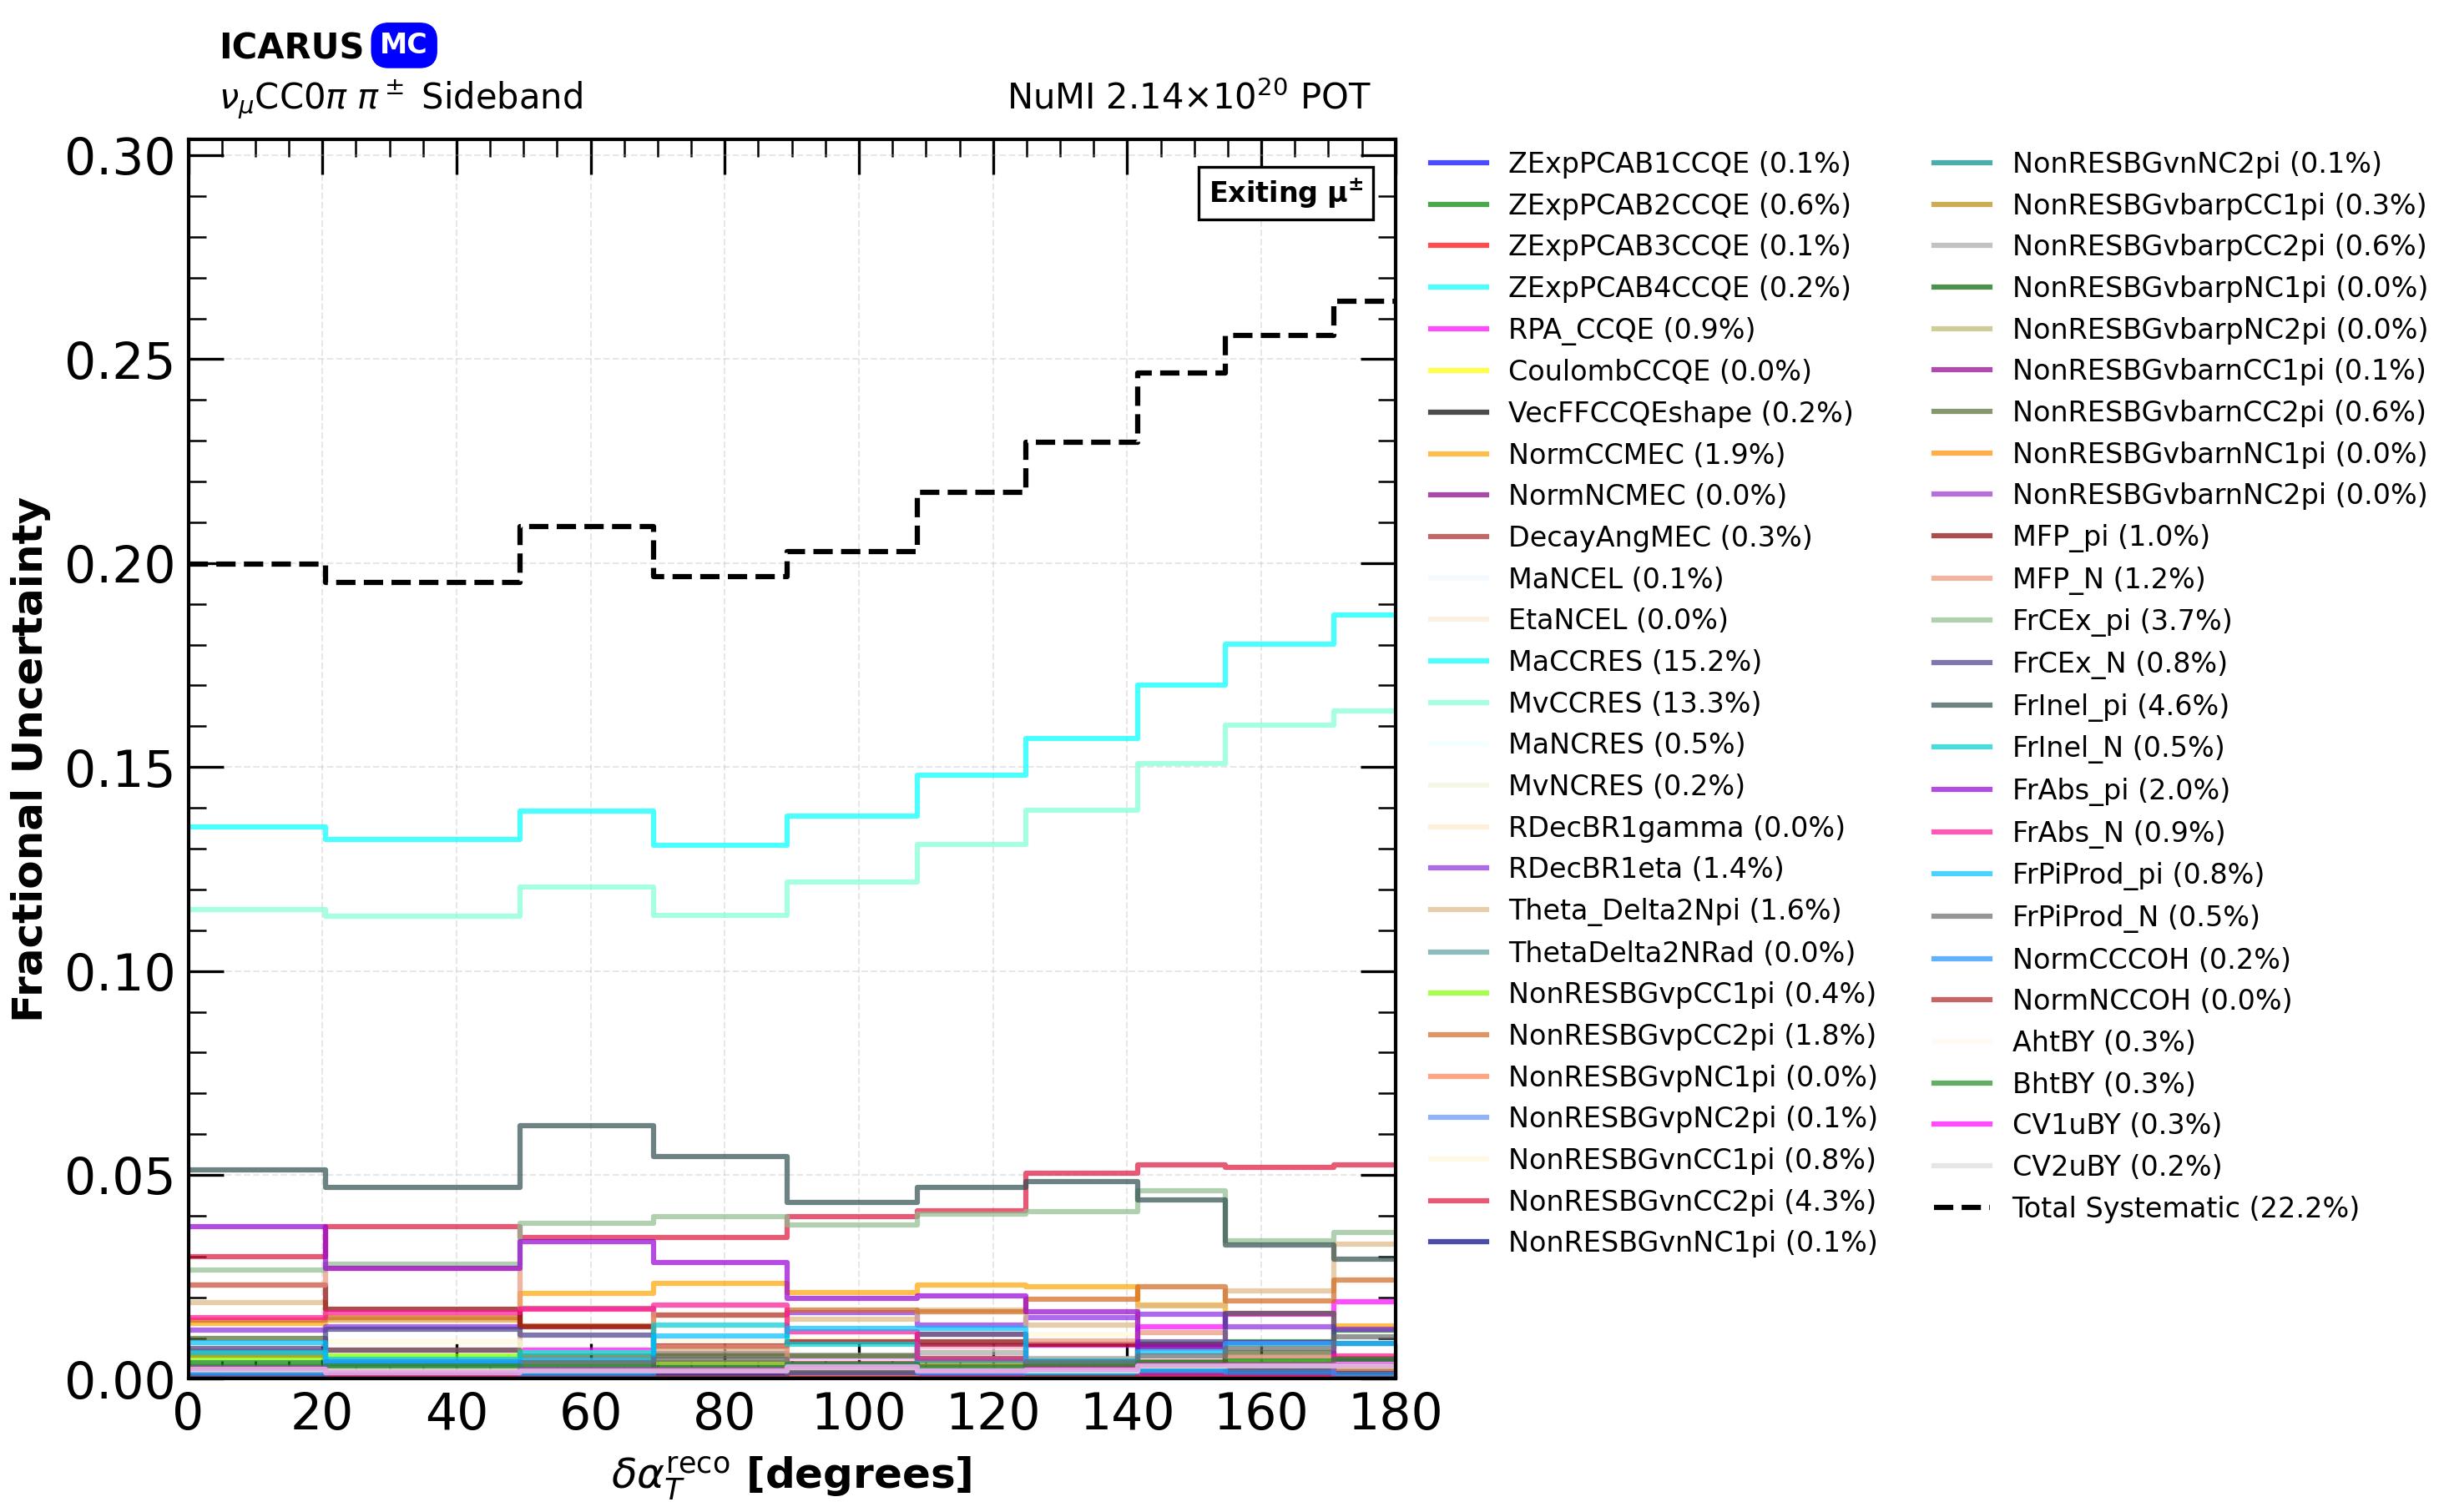 ICARUS MC
νμCC0π π± Sideband
NuMI 2.14×10²⁰ POT
Exiting μ±
Fractional Uncertainty
0.30
0.25
0.20
0.15
0.10
0.05
0.00
0 20 40 60 80 100 120 140 160 180
δα_T^reco [degrees]
ZExpPCAB1CCQE (0.1%)
ZExpPCAB2CCQE (0.6%)
ZExpPCAB3CCQE (0.1%)
ZExpPCAB4CCQE (0.2%)
RPA_CCQE (0.9%)
CoulombCCQE (0.0%)
VecFFCCQEshape (0.2%)
NormCCMEC (1.9%)
NormNCMEC (0.0%)
DecayAngMEC (0.3%)
MaNCEL (0.1%)
EtaNCEL (0.0%)
MaCCRES (15.2%)
MvCCRES (13.3%)
MaNCRES (0.5%)
MvNCRES (0.2%)
RDecBR1gamma (0.0%)
RDecBR1eta (1.4%)
Theta_Delta2Npi (1.6%)
ThetaDelta2NRad (0.0%)
NonRESBGvpCC1pi (0.4%)
NonRESBGvpCC2pi (1.8%)
NonRESBGvpNC1pi (0.0%)
NonRESBGvpNC2pi (0.1%)
NonRESBGvnCC1pi (0.8%)
NonRESBGvnCC2pi (4.3%)
NonRESBGvnNC1pi (0.1%)
NonRESBGvnNC2pi (0.1%)
NonRESBGvbarpCC1pi (0.3%)
NonRESBGvbarpCC2pi (0.6%)
NonRESBGvbarpNC1pi (0.0%)
NonRESBGvbarpNC2pi (0.0%)
NonRESBGvbarnCC1pi (0.1%)
NonRESBGvbarnCC2pi (0.6%)
NonRESBGvbarnNC1pi (0.0%)
NonRESBGvbarnNC2pi (0.0%)
MFP_pi (1.0%)
MFP_N (1.2%)
FrCEx_pi (3.7%)
FrCEx_N (0.8%)
FrInel_pi (4.6%)
FrInel_N (0.5%)
FrAbs_pi (2.0%)
FrAbs_N (0.9%)
FrPiProd_pi (0.8%)
FrPiProd_N (0.5%)
NormCCCOH (0.2%)
NormNCCOH (0.0%)
AhtBY (0.3%)
BhtBY (0.3%)
CV1uBY (0.3%)
CV2uBY (0.2%)
Total Systematic (22.2%)